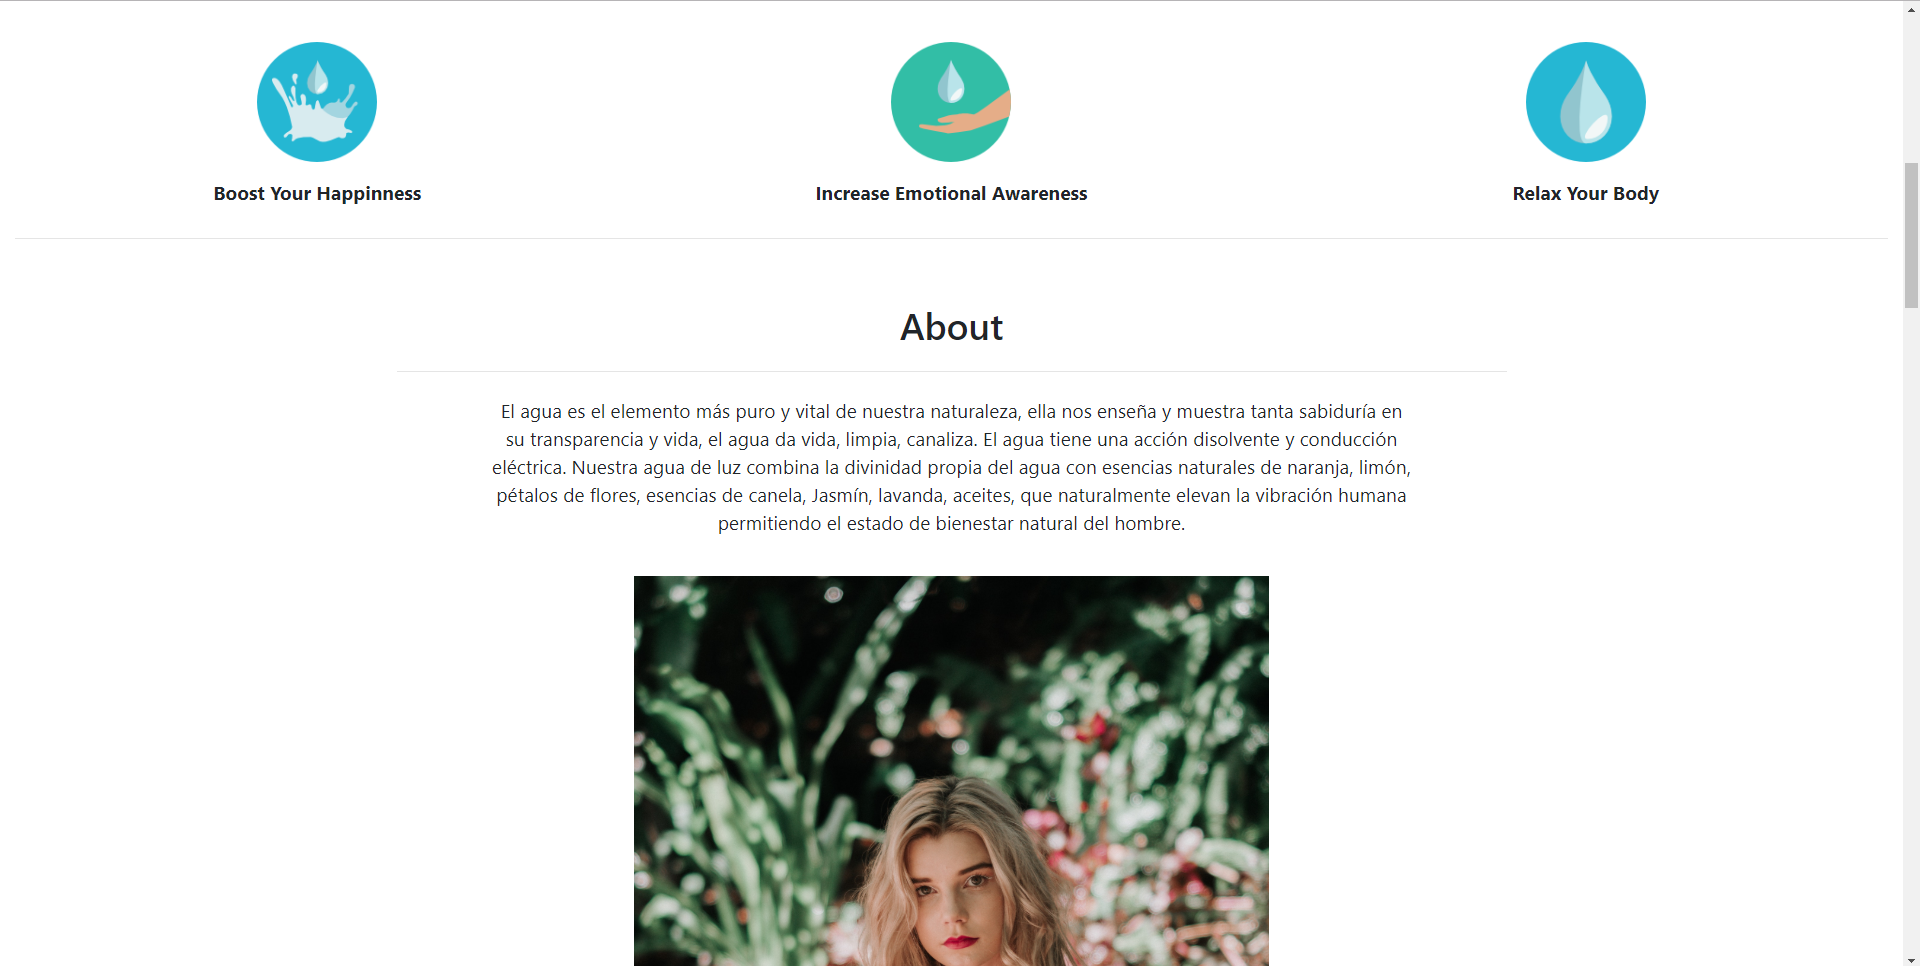 Boost Your Happinness
Increase Emotional Awareness
Relax Your Body
About
El agua es el elemento más puro y vital de nuestra naturaleza, ella nos enseña y muestra tanta sabiduría en
su transparencia y vida, el agua da vida, limpia, canaliza. El agua tiene una acción disolvente y conducción
eléctrica. Nuestra agua de luz combina la divinidad propia del agua con esencias naturales de naranja, limón,
pétalos de flores, esencias de canela, Jasmín, lavanda, aceites, que naturalmente elevan la vibración humana
permitiendo el estado de bienestar natural del hombre.